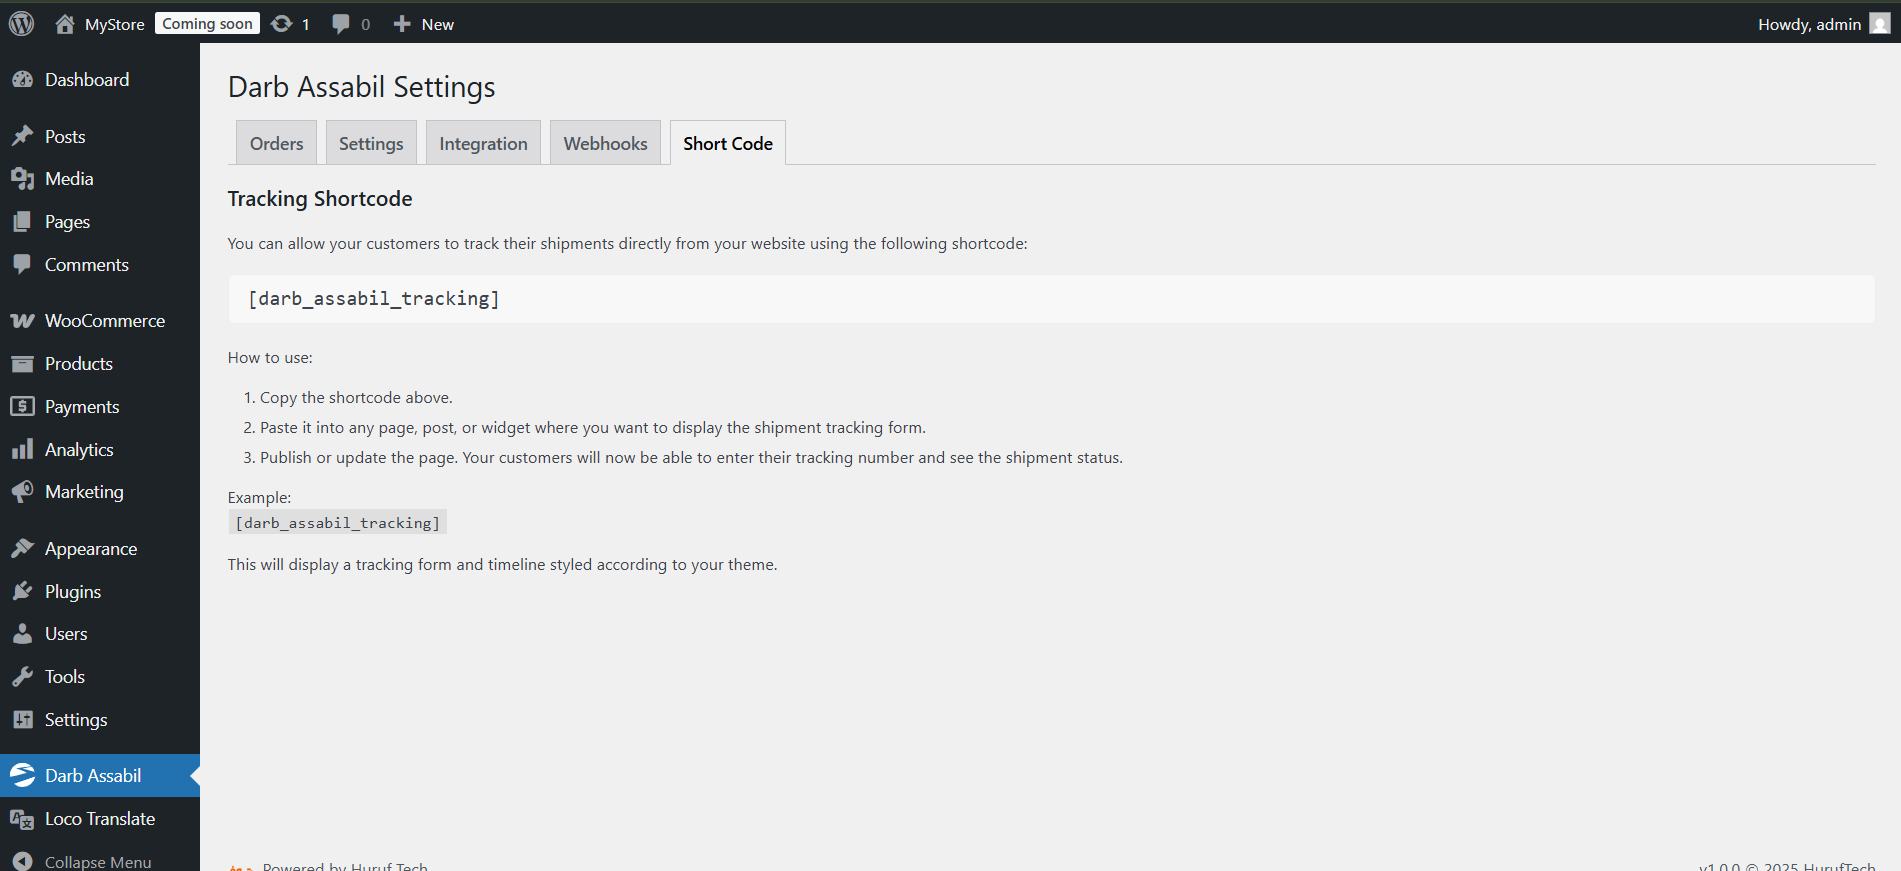 MyStore Coming soon 1 0 New Howdy, admin
Dashboard
Posts
Media
Pages
Comments
WooCommerce
Products
Payments
Analytics
Marketing
Appearance
Plugins
Users
Tools
Settings
Darb Assabil
Loco Translate
Collapse Menu
Darb Assabil Settings
Orders Settings Integration Webhooks Short Code
Tracking Shortcode
You can allow your customers to track their shipments directly from your website using the following shortcode:
[darb_assabil_tracking]
How to use:
1. Copy the shortcode above.
2. Paste it into any page, post, or widget where you want to display the shipment tracking form.
3. Publish or update the page. Your customers will now be able to enter their tracking number and see the shipment status.
Example:
[darb_assabil_tracking]
This will display a tracking form and timeline styled according to your theme.
Powered by Huruf Tech
v1.0.0 © 2025 HurufTech